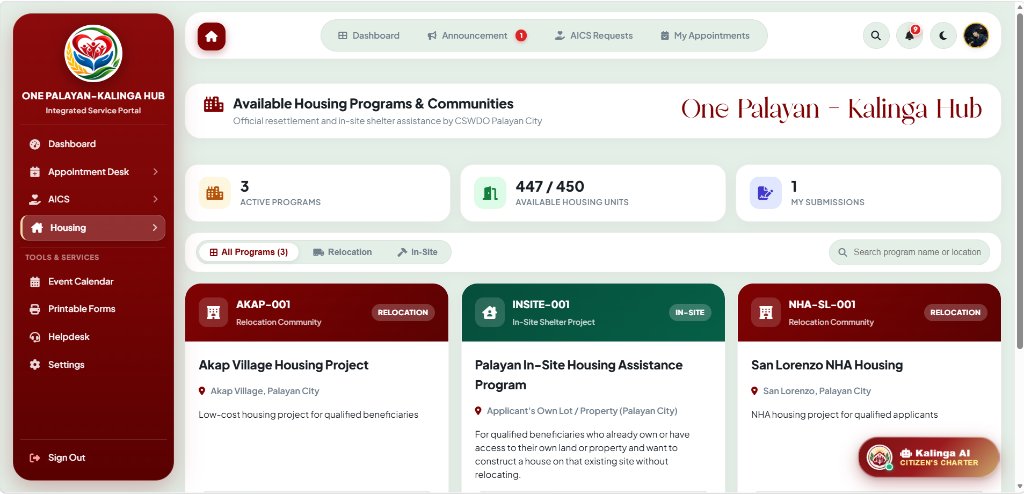 ONE PALAYAN-KALINGA HUB
Integrated Service Portal
Dashboard
Appointment Desk
AICS
Housing
TOOLS & SERVICES
Event Calendar
Printable Forms
Helpdesk
Settings
Sign Out
Dashboard
Announcement 1
AICS Requests
My Appointments
9
Available Housing Programs & Communities
Official resettlement and in-site shelter assistance by CSWDO Palayan City
One Palayan - Kalinga Hub
3
ACTIVE PROGRAMS
447 / 450
AVAILABLE HOUSING UNITS
1
MY SUBMISSIONS
All Programs (3)
Relocation
In-Site
Search program name or location
AKAP-001
Relocation Community
RELOCATION
Akap Village Housing Project
Akap Village, Palayan City
Low-cost housing project for qualified beneficiaries
INSITE-001
In-Site Shelter Project
IN-SITE
Palayan In-Site Housing Assistance
Program
Applicant's Own Lot / Property (Palayan City)
For qualified beneficiaries who already own or have
access to their own land or property and want to
construct a house on that existing site without
relocating.
NHA-SL-001
Relocation Community
RELOCATION
San Lorenzo NHA Housing
San Lorenzo, Palayan City
NHA housing project for qualified applicants
Kalinga AI
CITIZEN'S CHARTER